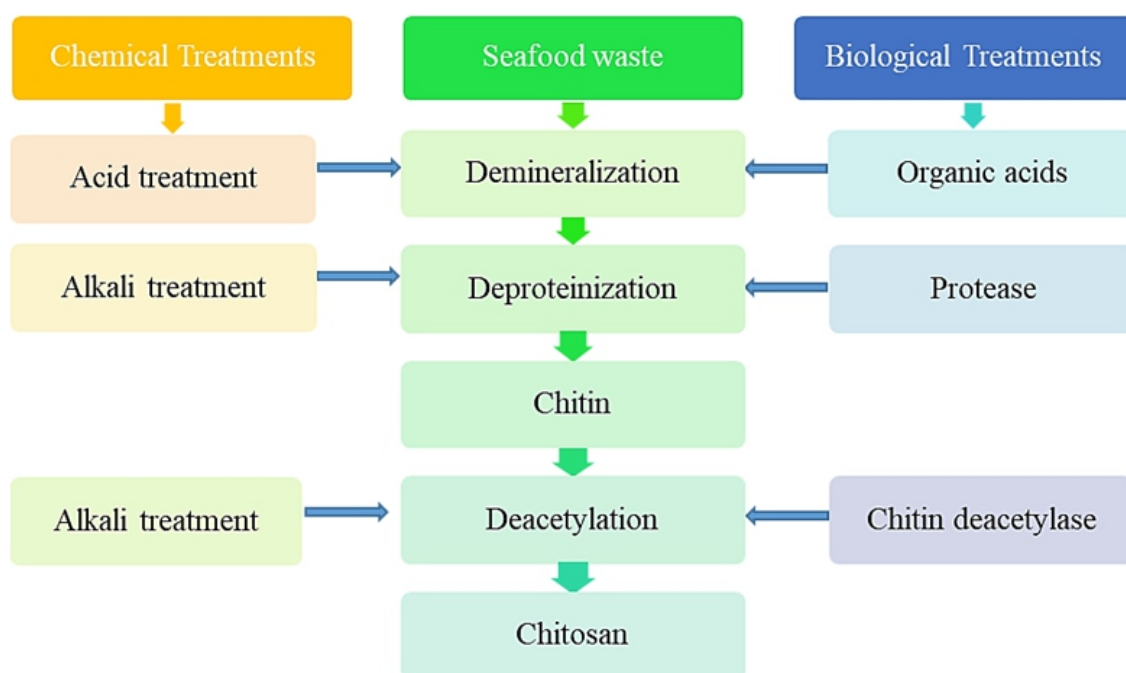 Chemical Treatments
Seafood waste
Biological Treatments
Acid treatment
Demineralization
Organic acids
Alkali treatment
Deproteinization
Protease
Chitin
Alkali treatment
Deacetylation
Chitin deacetylase
Chitosan